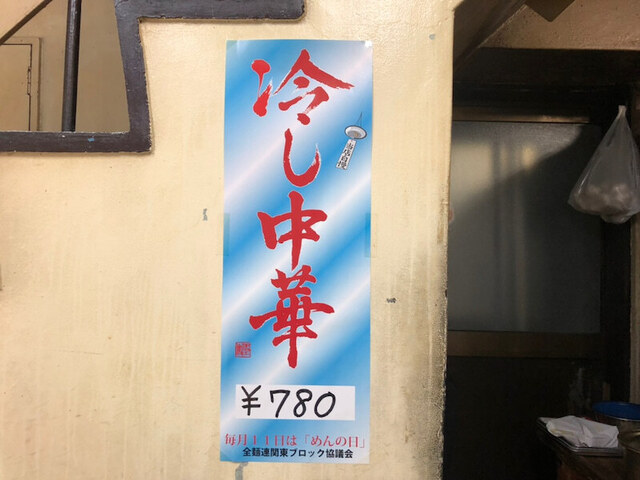 冷し中華
¥780
毎月11日は「めんの日」
全麺連関東ブロック協議会